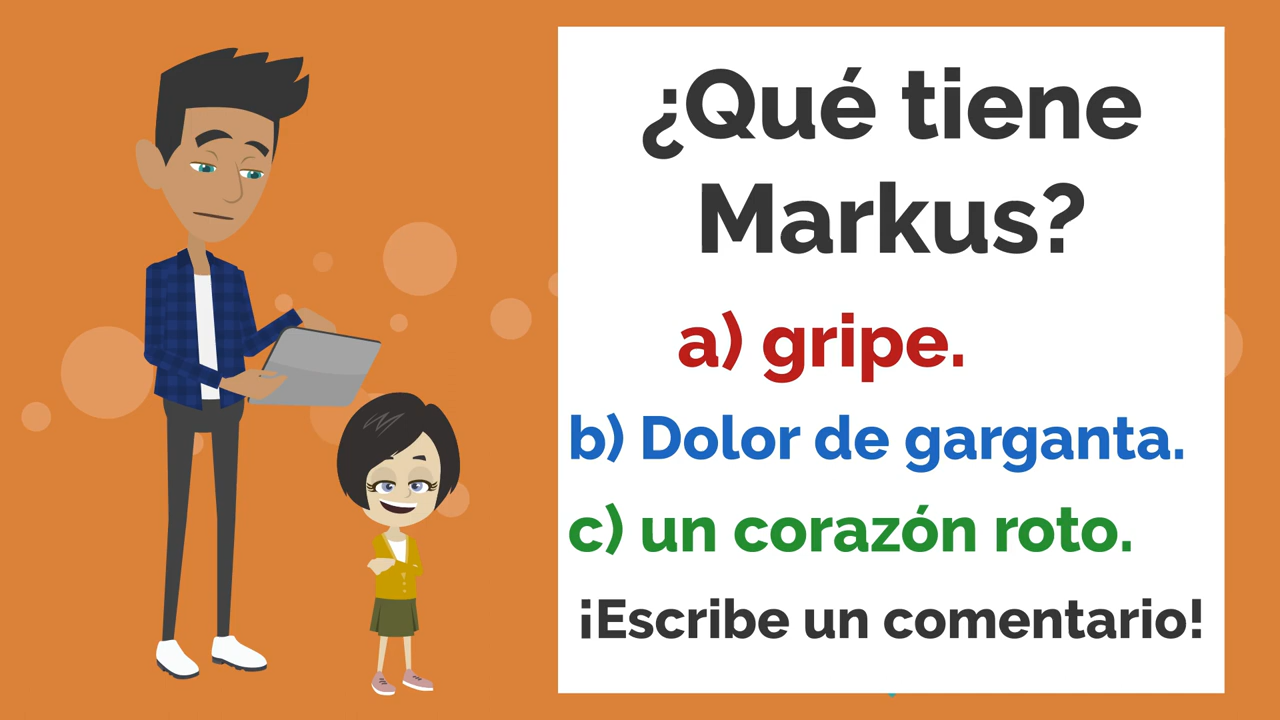 ¿Qué tiene
Markus?
a) gripe.
b) Dolor de garganta.
c) un corazón roto.
¡Escribe un comentario!